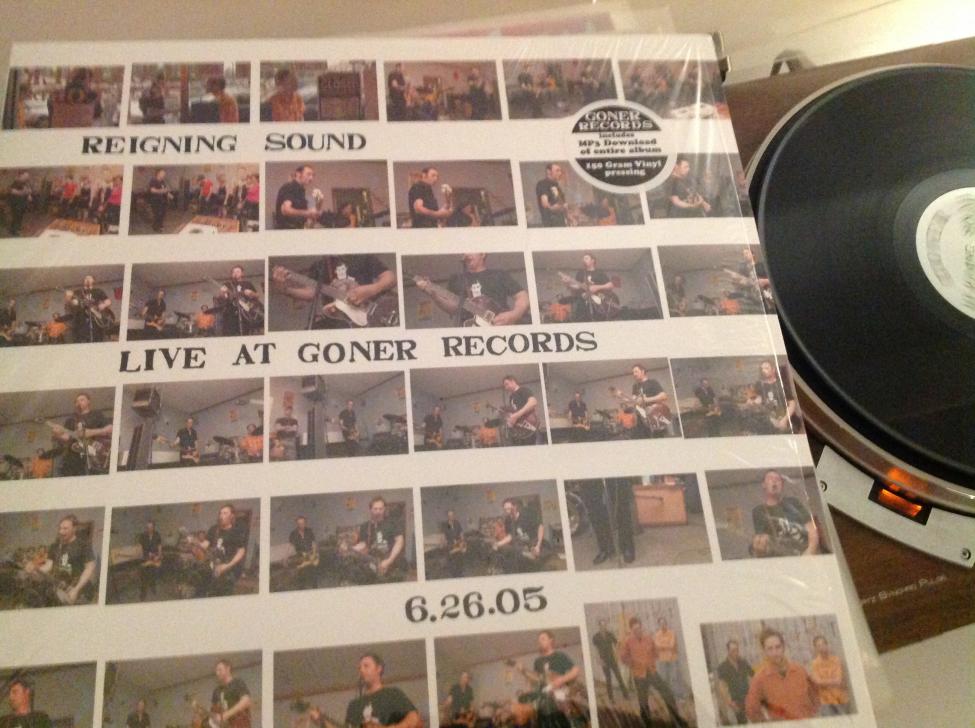 REIGNING SOUND
GONER
RECORDS
includes
MP3 Download
of entire album
150 Gram Vinyl
pressing
LIVE AT GONER RECORDS
6.26.05